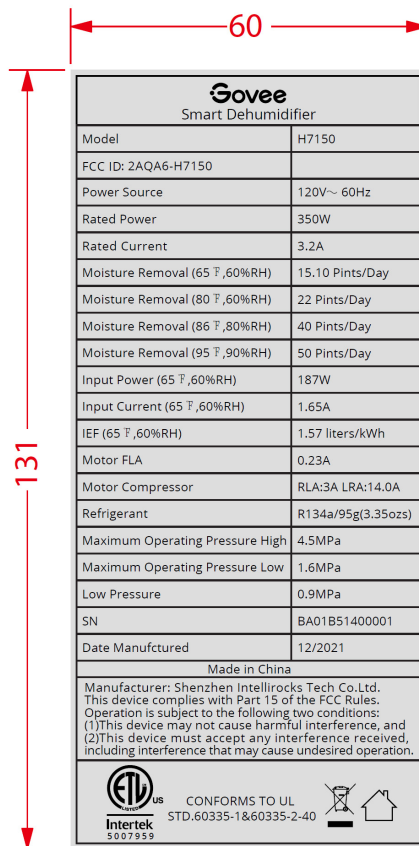 60
131
Govee
Smart Dehumidifier
Model H7150
FCC ID: 2AQA6-H7150
Power Source 120V~ 60Hz
Rated Power 350W
Rated Current 3.2A
Moisture Removal (65℉,60%RH) 15.10 Pints/Day
Moisture Removal (80℉,60%RH) 22 Pints/Day
Moisture Removal (86℉,80%RH) 40 Pints/Day
Moisture Removal (95℉,90%RH) 50 Pints/Day
Input Power (65℉,60%RH) 187W
Input Current (65℉,60%RH) 1.65A
IEF (65℉,60%RH) 1.57 liters/kWh
Motor FLA 0.23A
Motor Compressor RLA:3A LRA:14.0A
Refrigerant R134a/95g(3.35ozs)
Maximum Operating Pressure High 4.5MPa
Maximum Operating Pressure Low 1.6MPa
Low Pressure 0.9MPa
SN BA01B51400001
Date Manufctured 12/2021
Made in China
Manufacturer: Shenzhen Intellirocks Tech Co.Ltd.
This device complies with Part 15 of the FCC Rules.
Operation is subject to the following two conditions:
(1)This device may not cause harmful interference, and
(2)This device must accept any interference received,
including interference that may cause undesired operation.
ETL
LISTED
US
Intertek
5007959
CONFORMS TO UL
STD.60335-1&60335-2-40